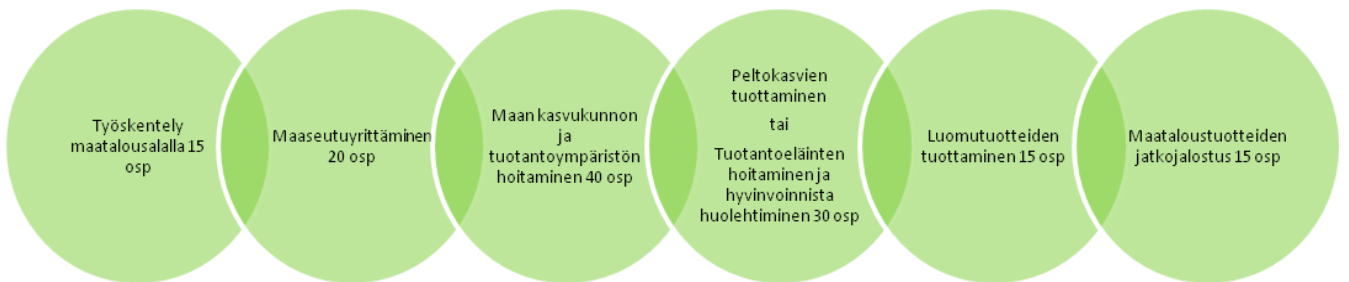 Työskentely
maatalousalalla 15
osp
Maaseutuyrittäminen
20 osp
Maan kasvukunnon
ja
tuotantoympäristön
hoitaminen 40 osp
Peltokasvien
tuottaminen
tai
Tuotantoeläinten
hoitaminen ja
hyvinvoinnista
huolehtiminen 30 osp
Luomutuotteiden
tuottaminen 15 osp
Maataloustuotteiden
jatkojalostus 15 osp